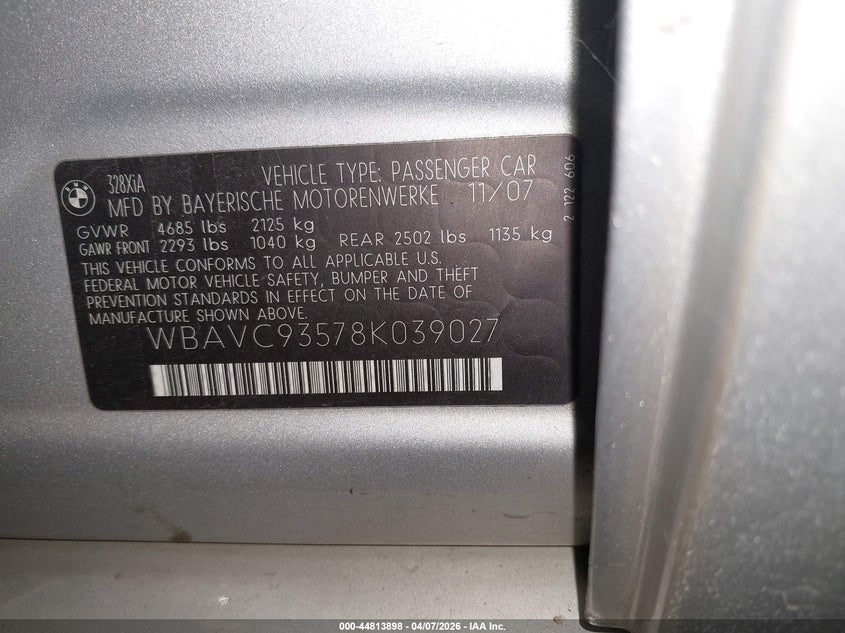 BMW
328XiA
VEHICLE TYPE: PASSENGER CAR
MFD BY BAYERISCHE MOTORENWERKE 11/07
GVWR 4685 lbs 2125 kg
GAWR FRONT 2293 lbs 1040 kg REAR 2502 lbs 1135 kg
THIS VEHICLE CONFORMS TO ALL APPLICABLE U.S.
FEDERAL MOTOR VEHICLE SAFETY, BUMPER AND THEFT
PREVENTION STANDARDS IN EFFECT ON THE DATE OF
MANUFACTURE SHOWN ABOVE.
WBAVC93578K039027
2 122 606
000-44813898 - 04/07/2026 - IAA Inc.